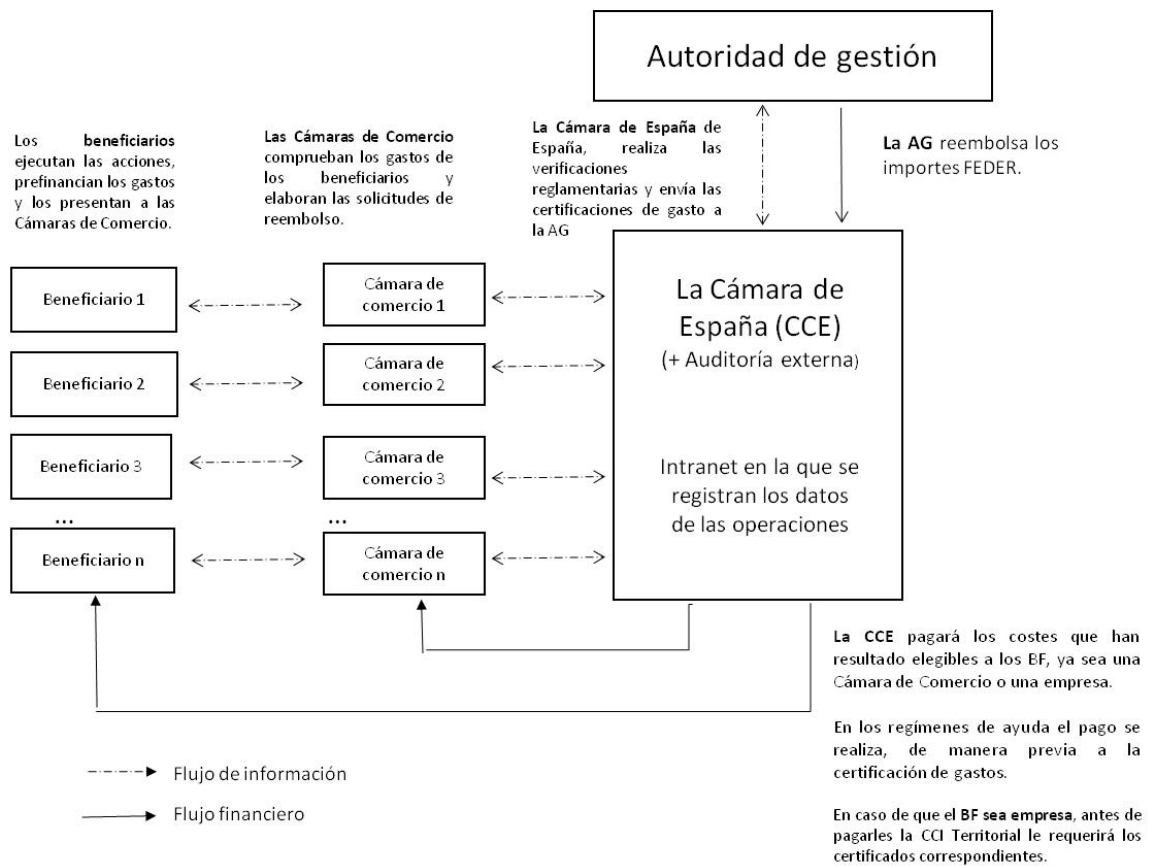 Autoridad de gestión
Los beneficiarios
ejecutan las acciones,
prefinancian los gastos
y los presentan a las
Cámaras de Comercio.
Las Cámaras de Comercio
comprueban los gastos de
los beneficiarios y
elaboran las solicitudes de
reembolso.
La Cámara de España de
España, realiza las
verificaciones
reglamentarias y envía las
certificaciones de gasto a
la AG
La AG reembolsa los
importes FEDER.
Beneficiario 1
Cámara de
comercio 1
Beneficiario 2
Cámara de
comercio 2
Beneficiario 3
Cámara de
comercio 3
...
...
Beneficiario n
Cámara de
comercio n
La Cámara de
España (CCE)
(+ Auditoría externa)
Intranet en la que se
registran los datos
de las operaciones
La CCE pagará los costes que han
resultado elegibles a los BF, ya sea una
Cámara de Comercio o una empresa.
En los regímenes de ayuda el pago se
realiza, de manera previa a la
certificación de gastos.
En caso de que el BF sea empresa, antes de
pagarles la CCI Territorial le requerirá los
certificados correspondientes.
Flujo de información
Flujo financiero